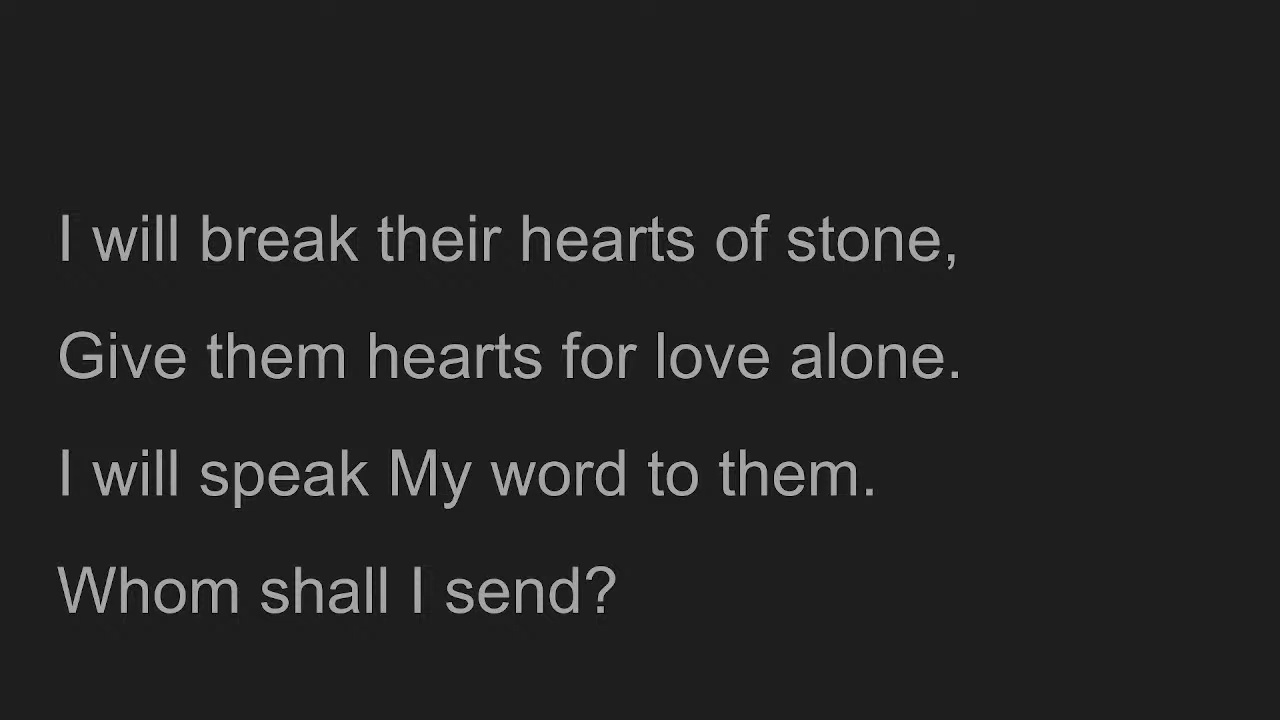 I will break their hearts of stone,
Give them hearts for love alone.
I will speak My word to them.
Whom shall I send?